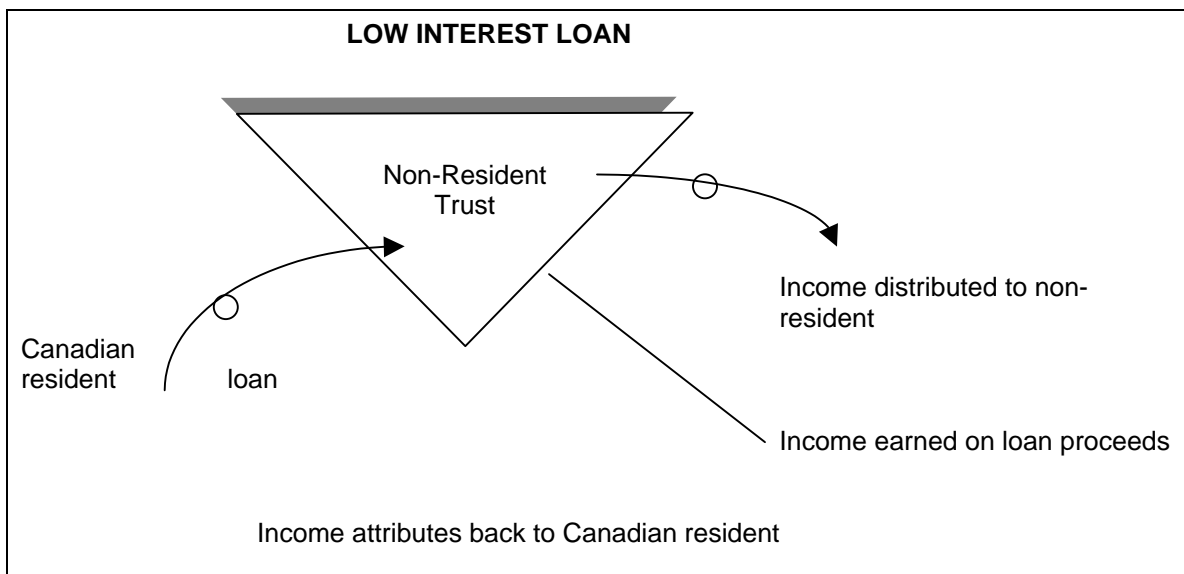 LOW INTEREST LOAN
Non-Resident
Trust
Income distributed to non-
resident
Canadian
resident
loan
Income earned on loan proceeds
Income attributes back to Canadian resident